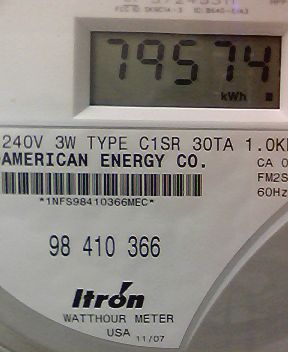 79574
kWh
240V 3W TYPE C1SR 30TA 1.0K
AMERICAN ENERGY CO.
CA 0
FM2S
*1NFS98410366MEC*
60Hz
98 410 366
Itrón
WATTHOUR METER
USA 11/07